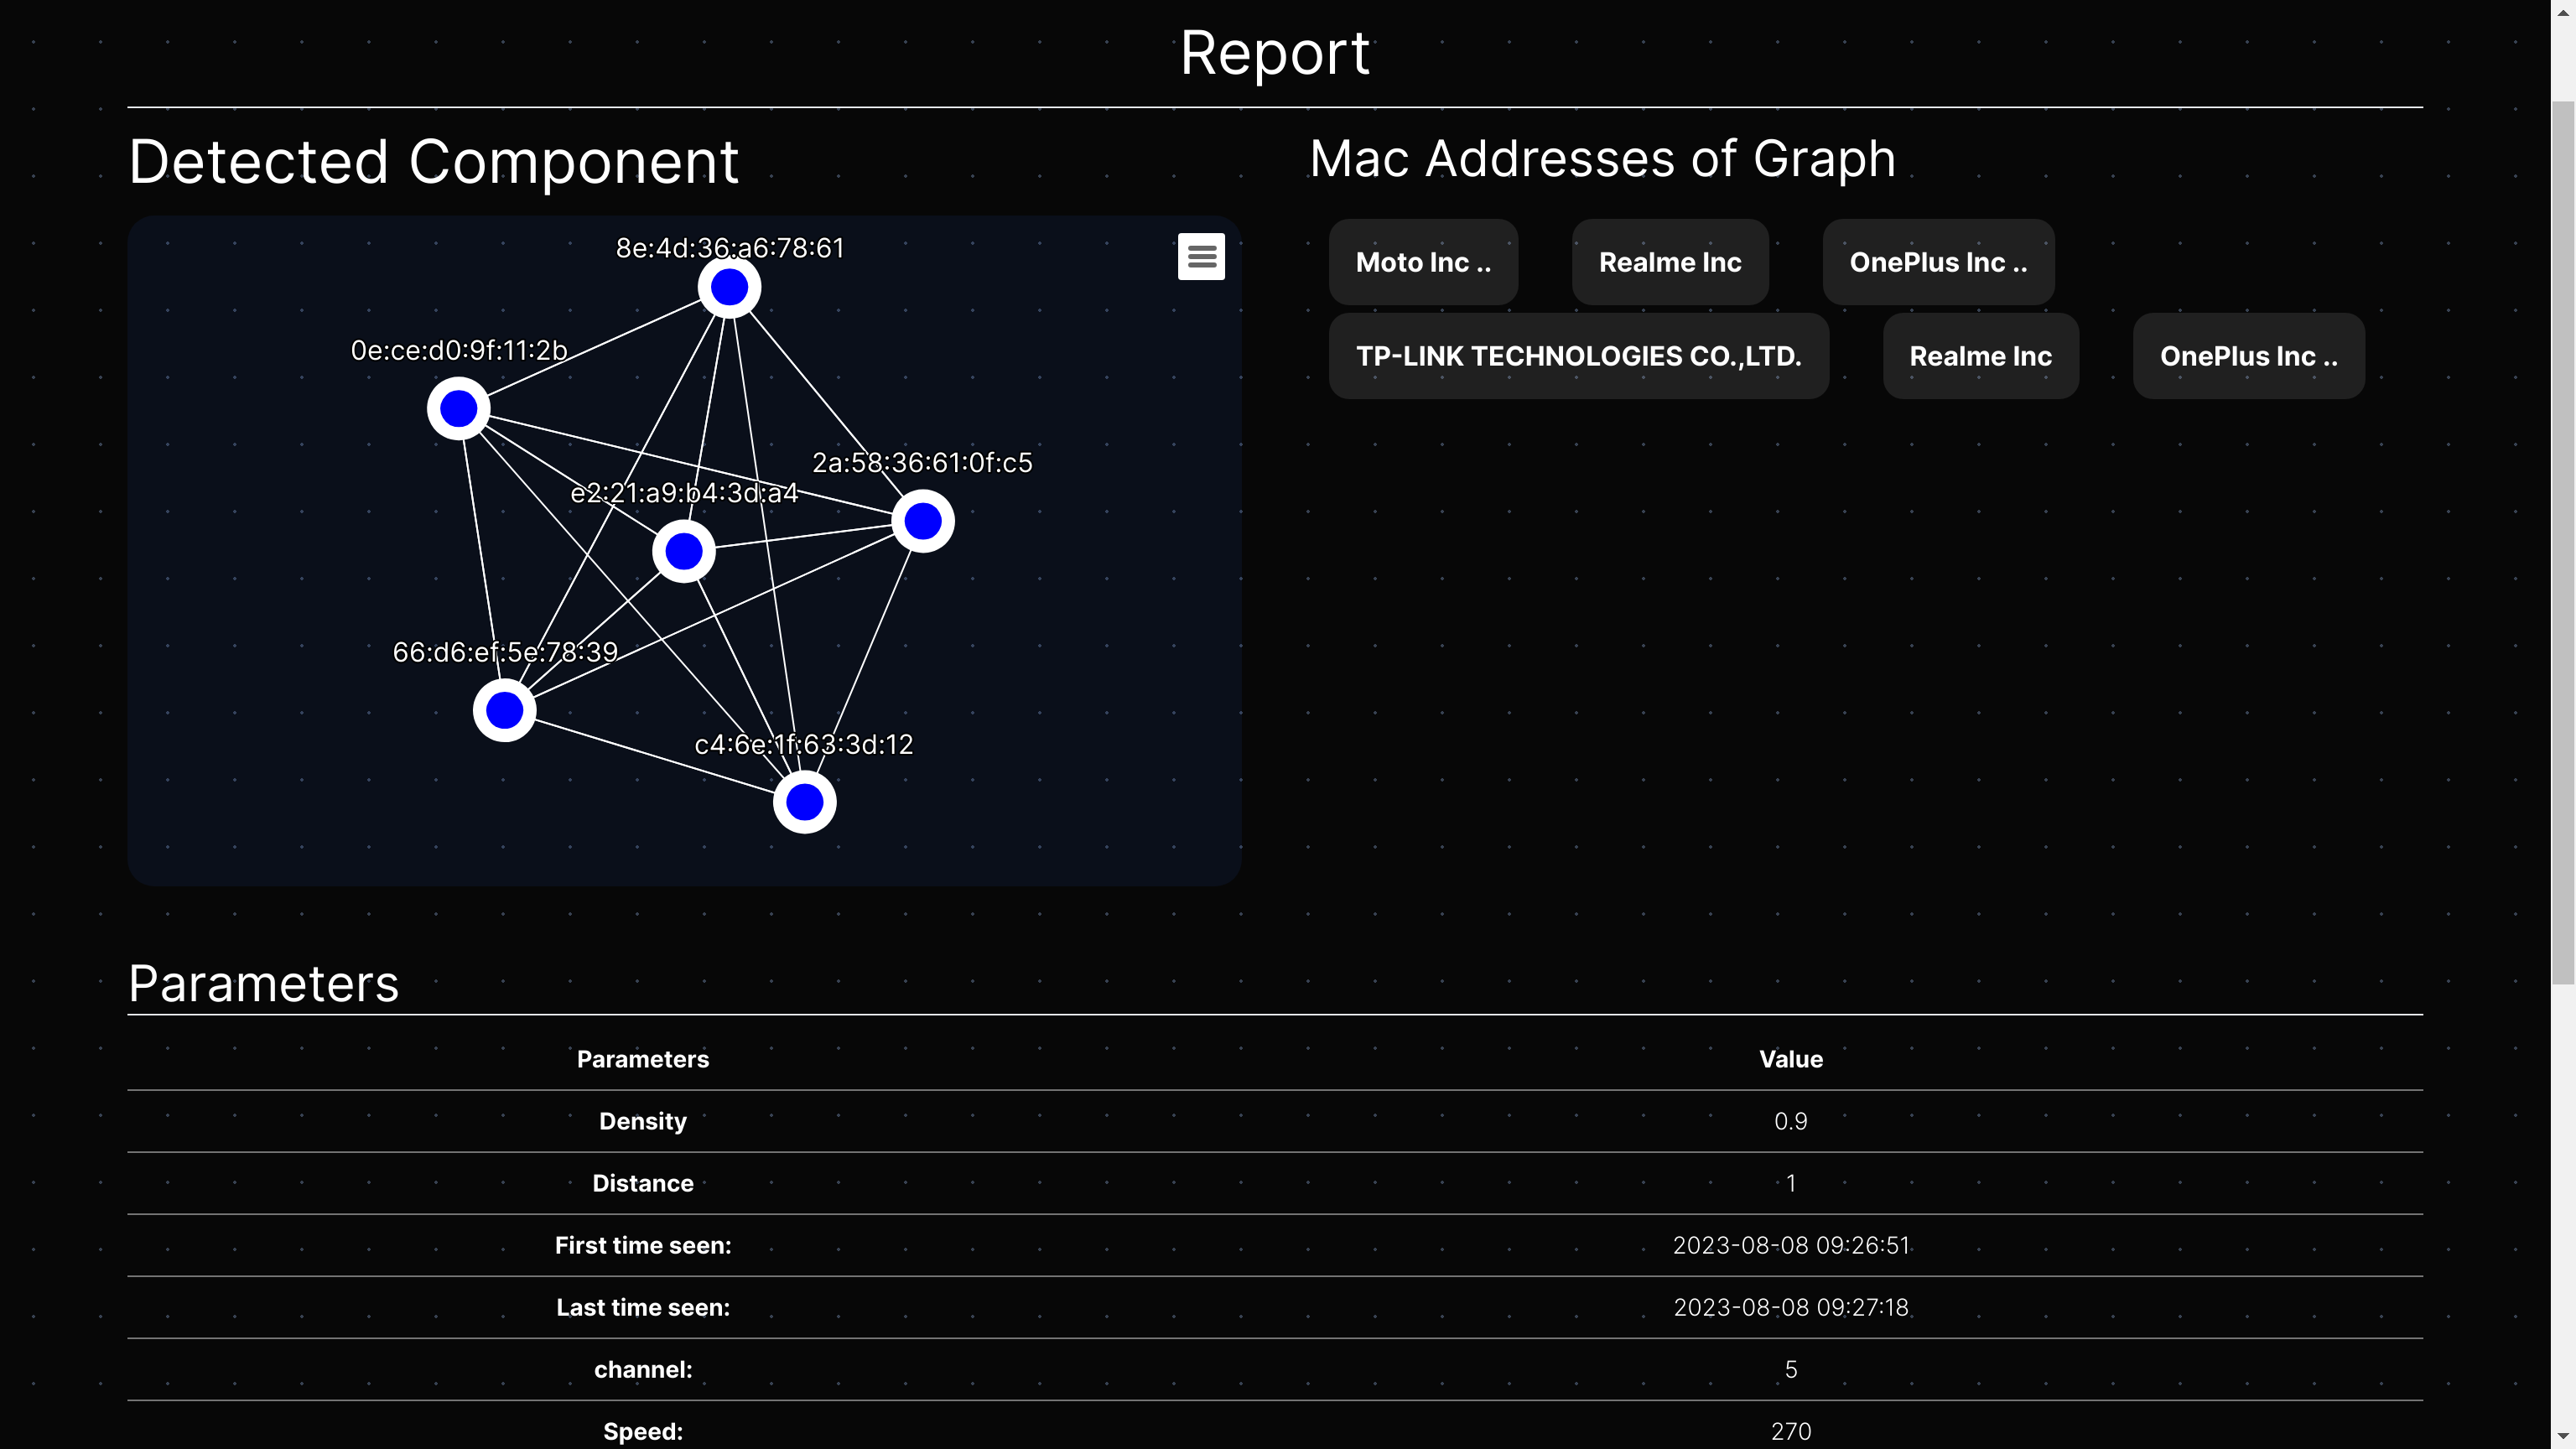 Report
Detected Component
8e:4d:36:a6:78:61
0e:ce:d0:9f:11:2b
2a:58:36:61:0f:c5
e2:21:a9:b4:3d:a4
66:d6:ef:5e:78:39
c4:6e:1f:63:3d:12
Mac Addresses of Graph
Moto Inc .. Realme Inc OnePlus Inc ..
TP-LINK TECHNOLOGIES CO.,LTD. Realme Inc OnePlus Inc ..
Parameters
Parameters Value
Density 0.9
Distance 1
First time seen: 2023-08-08 09:26:51
Last time seen: 2023-08-08 09:27:18
channel: 5
Speed: 270